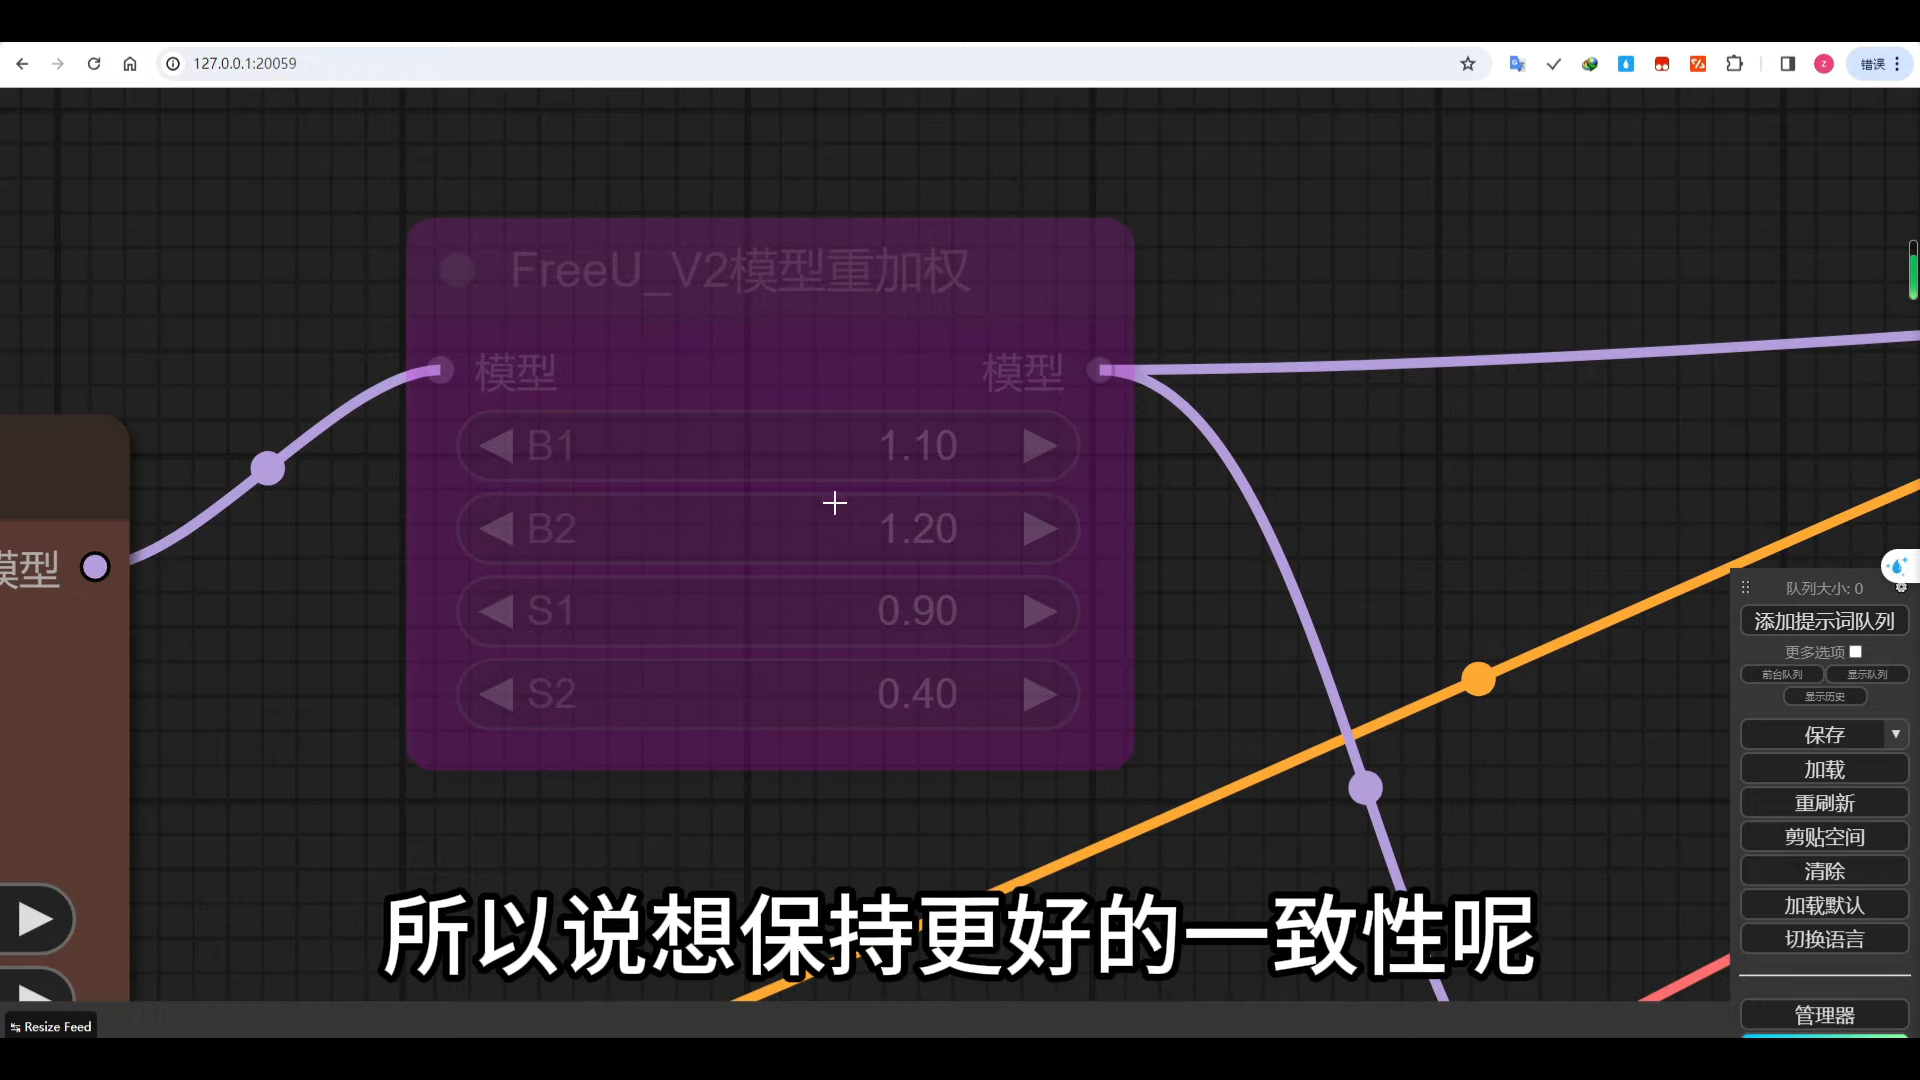 127.0.0.1:20059
错误
FreeU_V2模型重加权
模型
模型
B1
1.10
B2
1.20
S1
0.90
S2
0.40
模型
队列大小: 0
添加提示词队列
更多选项
前台队列
显示队列
显示历史
保存
加载
重刷新
剪贴空间
清除
加载默认
切换语言
管理器
所以说想保持更好的一致性呢
Resize Feed